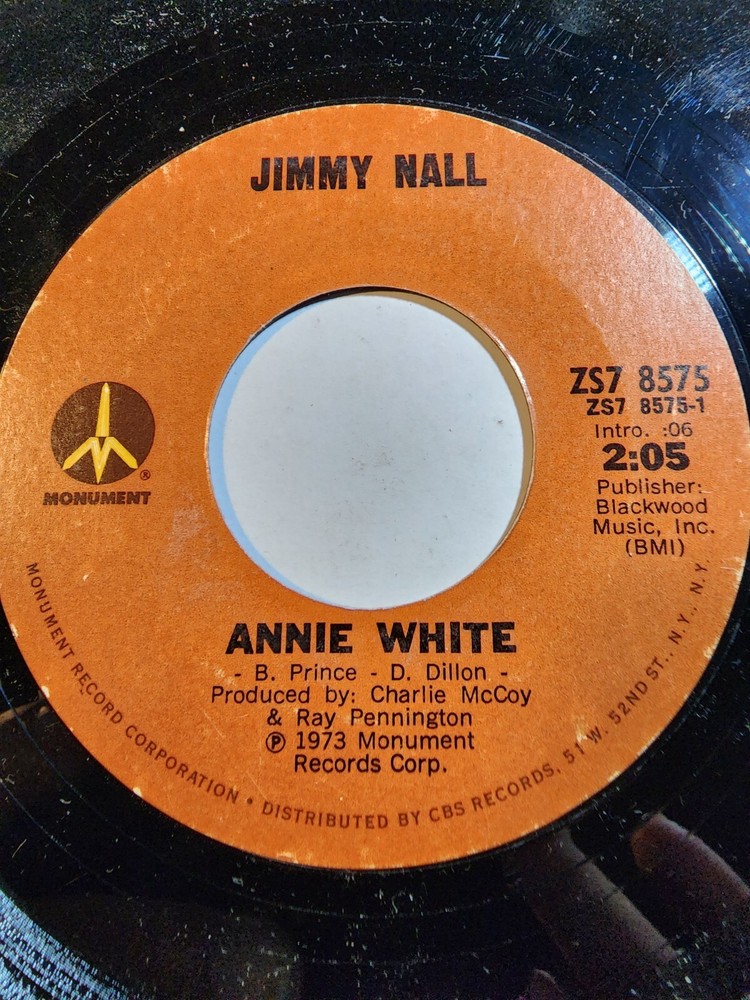 JIMMY NALL
ZS7 8575
ZS7 8575-1
Intro. :06
2:05
Publisher:
Blackwood
Music, Inc.
(BMI)
®
MONUMENT
ANNIE WHITE
- B. Prince - D. Dillon -
Produced by: Charlie McCoy
& Ray Pennington
℗ 1973 Monument
Records Corp.
MONUMENT RECORD CORPORATION • DISTRIBUTED BY CBS RECORDS, 51 W. 52ND ST., N.Y., N.Y.